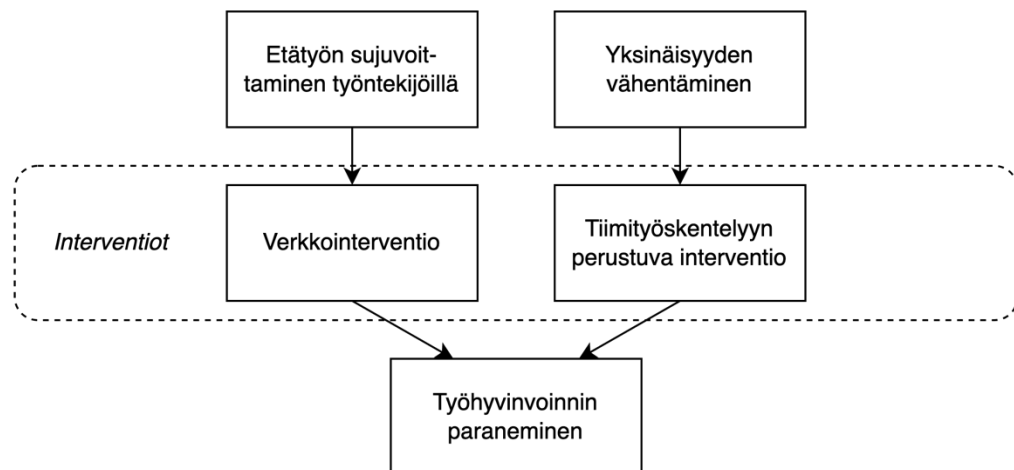 Etätyön sujuvoit-
taminen työntekijöillä
Yksinäisyyden
vähentäminen
Interventiot
Verkkointerventio
Tiimityöskentelyyn
perustuva interventio
Työhyvinvoinnin
paraneminen